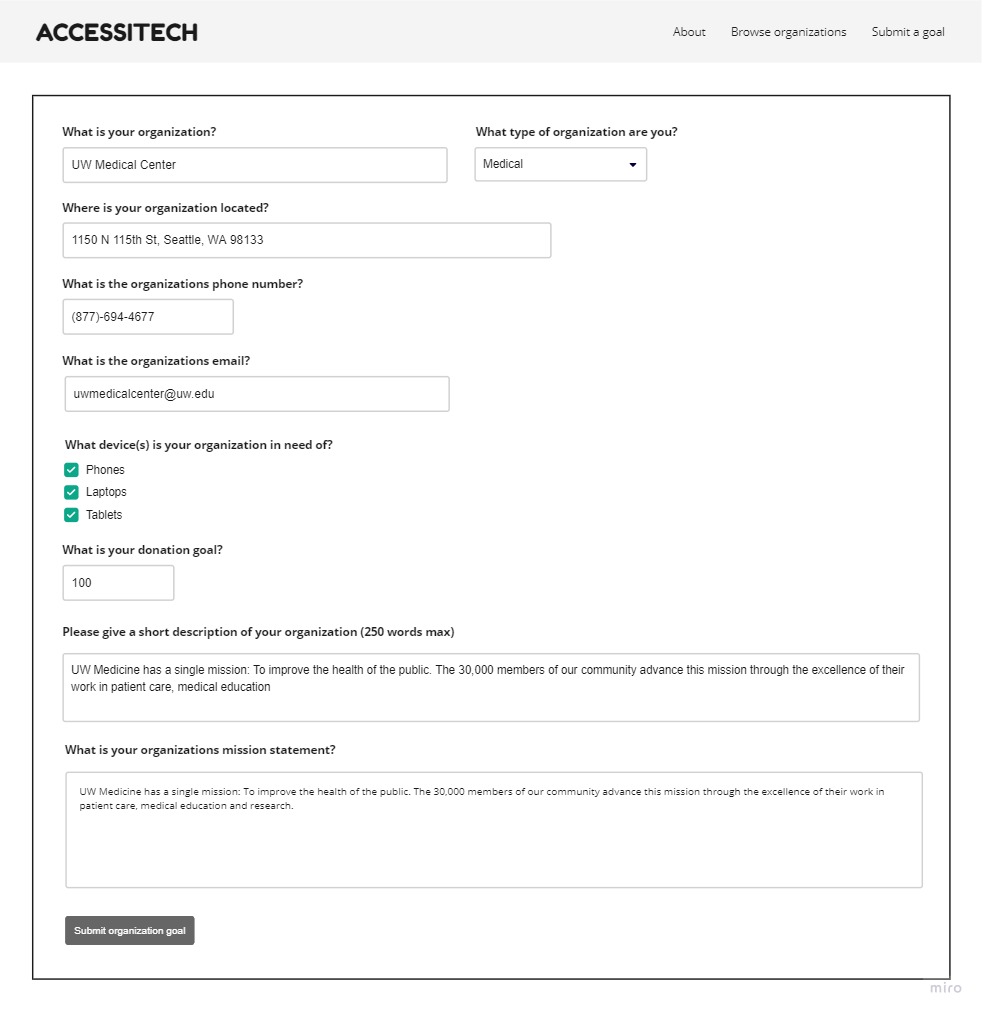 ACCESSITECH About Browse organizations Submit a goal
What is your organization? What type of organization are you?
UW Medical Center Medical
Where is your organization located?
1150 N 115th St, Seattle, WA 98133
What is the organizations phone number?
(877)-694-4677
What is the organizations email?
uwmedicalcenter@uw.edu
What device(s) is your organization in need of?
Phones
Laptops
Tablets
What is your donation goal?
100
Please give a short description of your organization (250 words max)
UW Medicine has a single mission: To improve the health of the public. The 30,000 members of our community advance this mission through the excellence of their
work in patient care, medical education
What is your organizations mission statement?
UW Medicine has a single mission: To improve the health of the public. The 30,000 members of our community advance this mission through the excellence of their work in
patient care, medical education and research.
Submit organization goal
miro